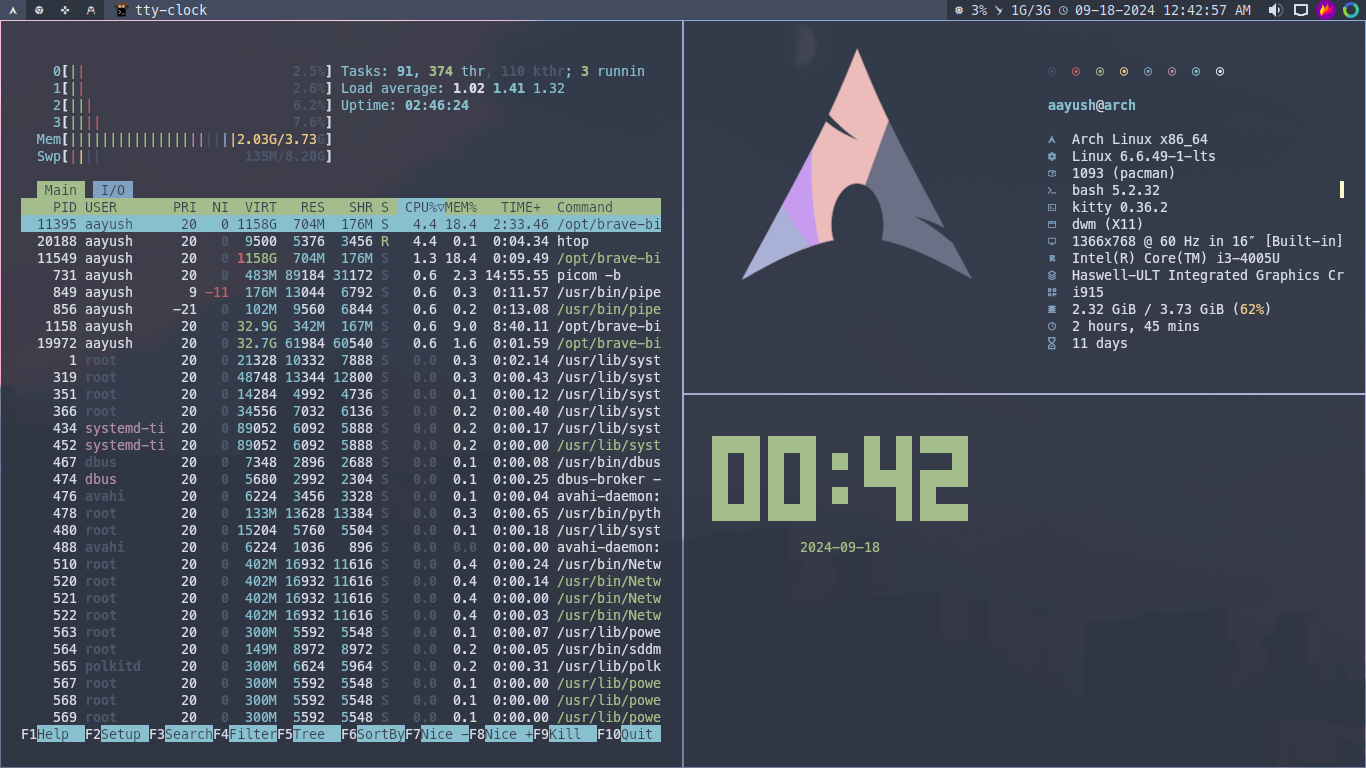 tty-clock
3% 1G/3G 09-18-2024 12:42:57 AM
0[|| 2.5%] Tasks: 91, 374 thr, 110 kthr; 3 runnin
1[|| 2.6%] Load average: 1.02 1.41 1.32
2[||| 6.2%] Uptime: 02:46:24
3[|||| 7.6%]
Mem[|||||||||||||||||||||2.03G/3.73G]
Swp[|||| 135M/8.20G]
Main I/O
PID USER PRI NI VIRT RES SHR S CPU%▽MEM% TIME+ Command
11395 aayush 20 0 1158G 704M 176M S 4.4 18.4 2:33.46 /opt/brave-bi
20188 aayush 20 0 9500 5376 3456 R 4.4 0.1 0:04.34 htop
11549 aayush 20 0 1158G 704M 176M S 1.3 18.4 0:09.49 /opt/brave-bi
731 aayush 20 0 483M 89184 31172 S 0.6 2.3 14:55.55 picom -b
849 aayush 9 -11 176M 13044 6792 S 0.6 0.3 0:11.57 /usr/bin/pipe
856 aayush -21 0 102M 9560 6844 S 0.6 0.2 0:13.08 /usr/bin/pipe
1158 aayush 20 0 32.9G 342M 167M S 0.6 9.0 8:40.11 /opt/brave-bi
19972 aayush 20 0 32.7G 61984 60540 S 0.6 1.6 0:01.59 /opt/brave-bi
1 root 20 0 21328 10332 7888 S 0.0 0.3 0:02.14 /usr/lib/syst
319 root 20 0 48748 13344 12800 S 0.0 0.3 0:00.43 /usr/lib/syst
351 root 20 0 14284 4992 4736 S 0.0 0.1 0:00.12 /usr/lib/syst
366 root 20 0 34556 7032 6136 S 0.0 0.2 0:00.40 /usr/lib/syst
434 systemd-ti 20 0 89052 6092 5888 S 0.0 0.2 0:00.17 /usr/lib/syst
452 systemd-ti 20 0 89052 6092 5888 S 0.0 0.2 0:00.00 /usr/lib/syst
467 dbus 20 0 7348 2896 2688 S 0.0 0.1 0:00.08 /usr/bin/dbus
474 dbus 20 0 5680 2992 2304 S 0.0 0.1 0:00.25 dbus-broker -
476 avahi 20 0 6224 3456 3328 S 0.0 0.1 0:00.04 avahi-daemon:
478 root 20 0 133M 13628 13384 S 0.0 0.3 0:00.65 /usr/bin/pyth
480 root 20 0 15204 5760 5504 S 0.0 0.1 0:00.18 /usr/lib/syst
488 avahi 20 0 6224 1036 896 S 0.0 0.0 0:00.00 avahi-daemon:
510 root 20 0 402M 16932 11616 S 0.0 0.4 0:00.24 /usr/bin/Netw
520 root 20 0 402M 16932 11616 S 0.0 0.4 0:00.14 /usr/bin/Netw
521 root 20 0 402M 16932 11616 S 0.0 0.4 0:00.00 /usr/bin/Netw
522 root 20 0 402M 16932 11616 S 0.0 0.4 0:00.03 /usr/bin/Netw
563 root 20 0 300M 5592 5548 S 0.0 0.1 0:00.07 /usr/lib/powe
564 root 20 0 149M 8972 8972 S 0.0 0.2 0:00.05 /usr/bin/sddm
565 polkitd 20 0 300M 6624 5964 S 0.0 0.2 0:00.31 /usr/lib/polk
567 root 20 0 300M 5592 5548 S 0.0 0.1 0:00.00 /usr/lib/powe
568 root 20 0 300M 5592 5548 S 0.0 0.1 0:00.00 /usr/lib/powe
569 root 20 0 300M 5592 5548 S 0.0 0.1 0:00.00 /usr/lib/powe
F1Help F2Setup F3SearchF4FilterF5Tree F6SortByF7Nice -F8Nice +F9Kill F10Quit
aayush@arch
Arch Linux x86_64
Linux 6.6.49-1-lts
1093 (pacman)
bash 5.2.32
kitty 0.36.2
dwm (X11)
1366x768 @ 60 Hz in 16″ [Built-in]
Intel(R) Core(TM) i3-4005U
Haswell-ULT Integrated Graphics Cr
i915
2.32 GiB / 3.73 GiB (62%)
2 hours, 45 mins
11 days
00:42
2024-09-18